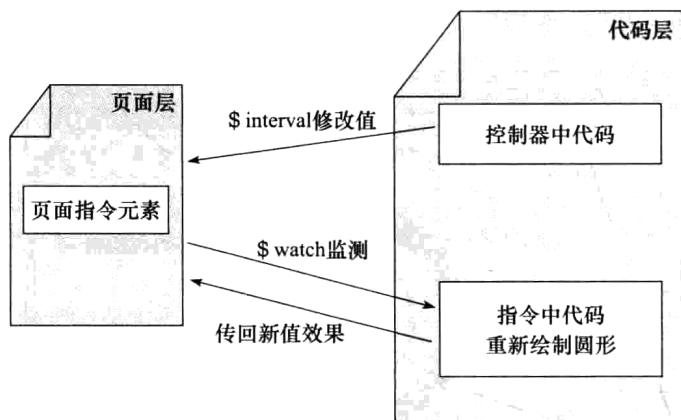 代码层
页面层
$ interval修改值
控制器中代码
页面指令元素
$ watch监测
指令中代码
重新绘制圆形
传回新值效果